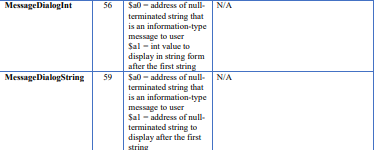 MessageDialogInt 56 $a0 = address of null- N/A
terminated string that
is an information-type
message to user
$a1 = int value to
display in string form
after the first string
MessageDialogString 59 $a0 = address of null- N/A
terminated string that
is an information-type
message to user
$a1 = address of null-
terminated string to
display after the first
string